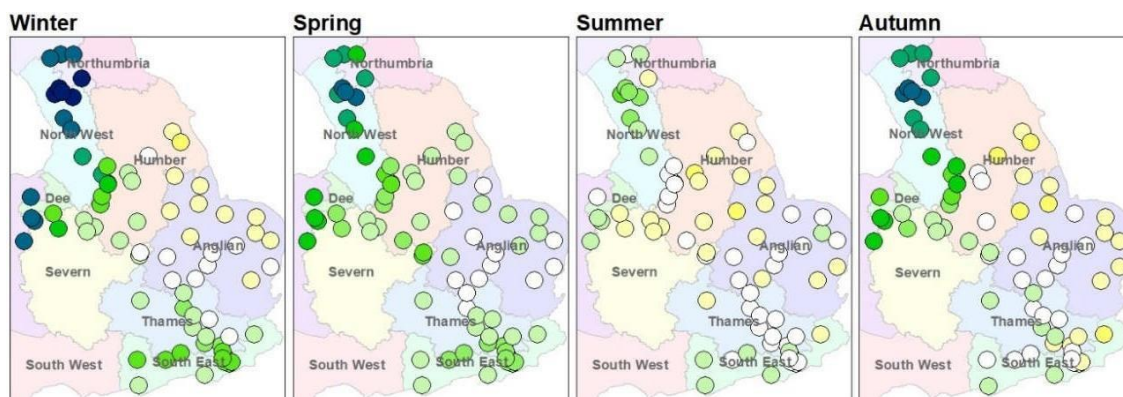 Winter Spring Summer Autumn
Northumbria Northumbria Northumbria Northumbria
North West North West North West North West
Humber Humber Humber Humber
Dee Dee Dee Dee
Anglian Anglian Anglian Anglian
Severn Severn Severn Severn
Thames Thames Thames Thames
South West South East South West South East South West South East South West South East